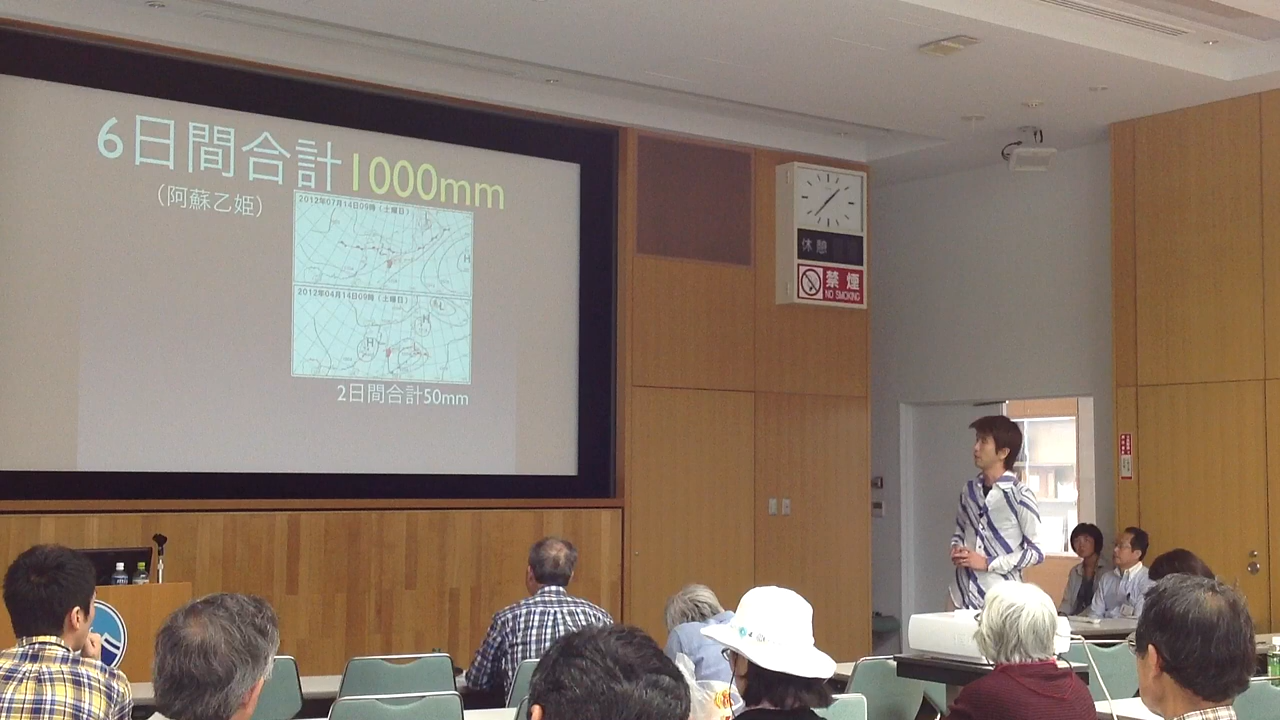 6日間合計1000mm
(阿蘇乙姫)
2012年07月14日09時(土曜日)
H
2012年04月14日09時(土曜日)
L
H
H
2日間合計50mm
休憩
禁煙
NO SMOKING